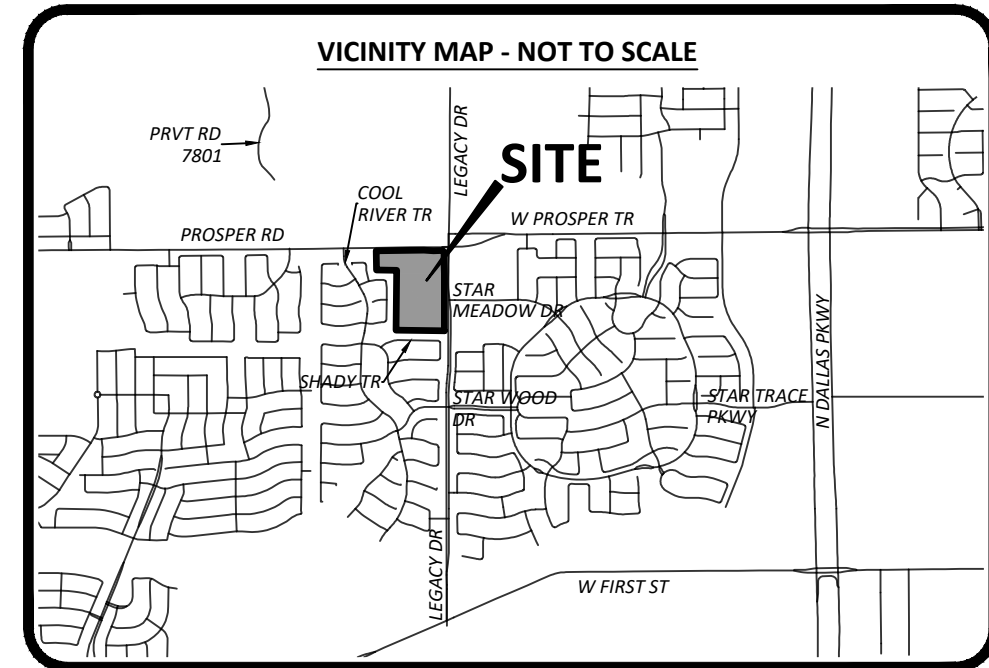 VICINITY MAP - NOT TO SCALE
LEGACY DR
PRVT RD
7801
SITE
COOL
RIVER TR
W PROSPER TR
PROSPER RD
STAR
MEADOW DR
N DALLAS PKWY
SHADY TR
STAR WOOD
DR
STAR TRACE
PKWY
LEGACY DR
W FIRST ST